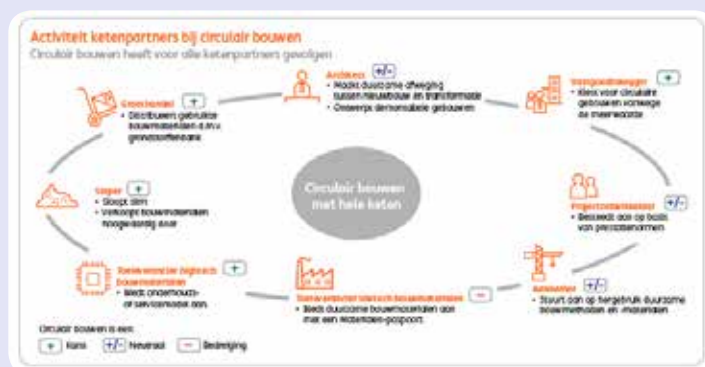 Activiteit ketenpartners bij circulair bouwen
Circulair bouwen heeft voor alle ketenpartners gevolgen
Architect +/-
• Maakt duurzame afweging
tussen nieuwbouw en transformatie
• Ontwerpt demontabele gebouwen
Vastgoedbelegger +
• Kiest voor circulaire
gebouwen vanwege
de meerwaarde
Projectontwikkelaar +/-
• Besteedt aan op basis
van prestatienormen
Aannemer +/-
• Stuurt aan op hergebruik duurzame
bouwmethoden en -materialen
Toeleverancier bouwmaterialen -
• Biedt duurzame bouwmaterialen aan
met een materialen-paspoort
Toeleverancier hightech +
bouwmaterialen
• Biedt onderhouds-
of servicemodel aan
Sloper +
• Sloopt slim
• Verkoopt bouwmaterialen
hoogwaardig door
Groothandel +
• Distribueert gebruikte
bouwmaterialen d.m.v.
grondstoffenbank
Circulair bouwen
met hele keten
Circulair bouwen is een:
+ Kans +/- Neutraal - Bedreiging